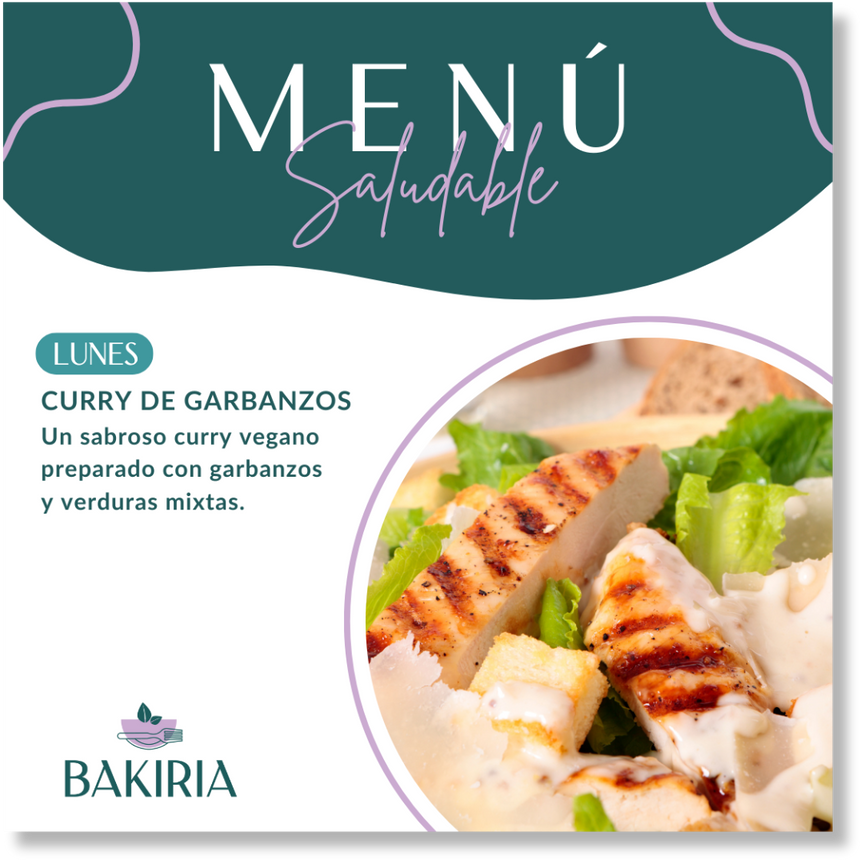 MENÚ
Saludable
LUNES
CURRY DE GARBANZOS
Un sabroso curry vegano
preparado con garbanzos
y verduras mixtas.
BAKIRIA